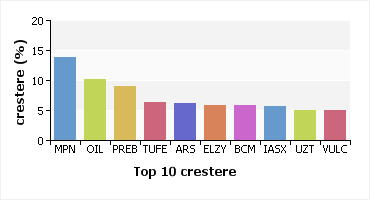 20
15
10
5
0
crestere (%)
MPN OIL PREB TUFE ARS ELZY BCM IASX UZT VULC
Top 10 crestere